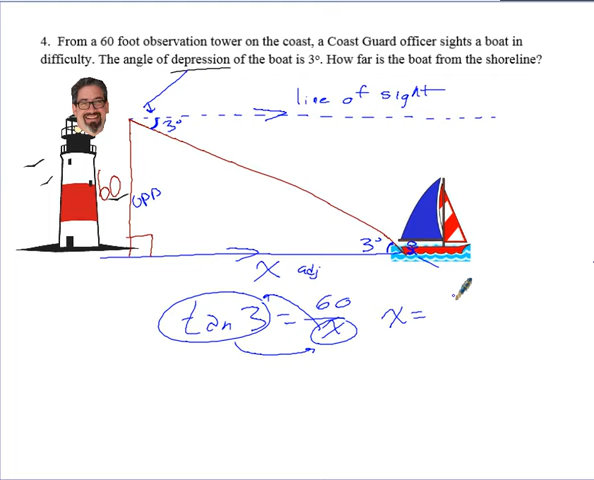 4. From a 60 foot observation tower on the coast, a Coast Guard officer sights a boat in
difficulty. The angle of depression of the boat is 3º. How far is the boat from the shoreline?
line of sight
3°
60
opp
3°
x adj
tan 3 = 60/x x =